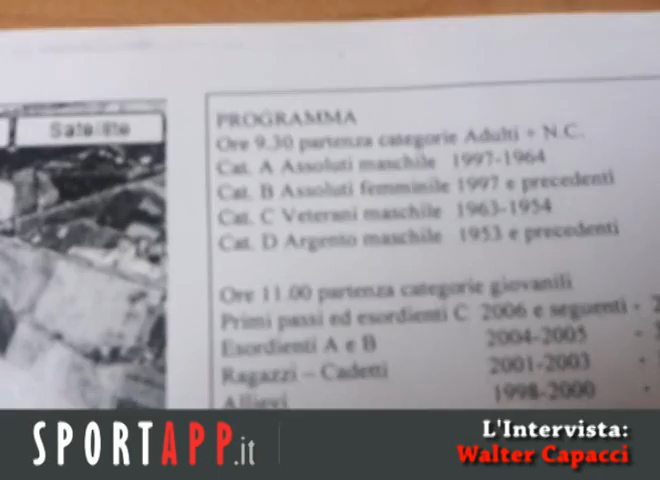 Satellite
PROGRAMMA
Ore 9.30 partenza categorie Adulti + N.C.
Cat. A Assoluti maschile 1997-1964
Cat. B Assoluti femminile 1997 e precedenti
Cat. C Veterani maschile 1963-1954
Cat. D Argento maschile 1953 e precedenti
Ore 11.00 partenza categorie giovanili
Primi passi ed esordienti C 2006 e seguenti -
Esordienti A e B 2004-2005 -
Ragazzi – Cadetti 2001-2003 -
Allievi 1998-2000 -
SPORTAPP.it
L'Intervista:
Walter Capacci